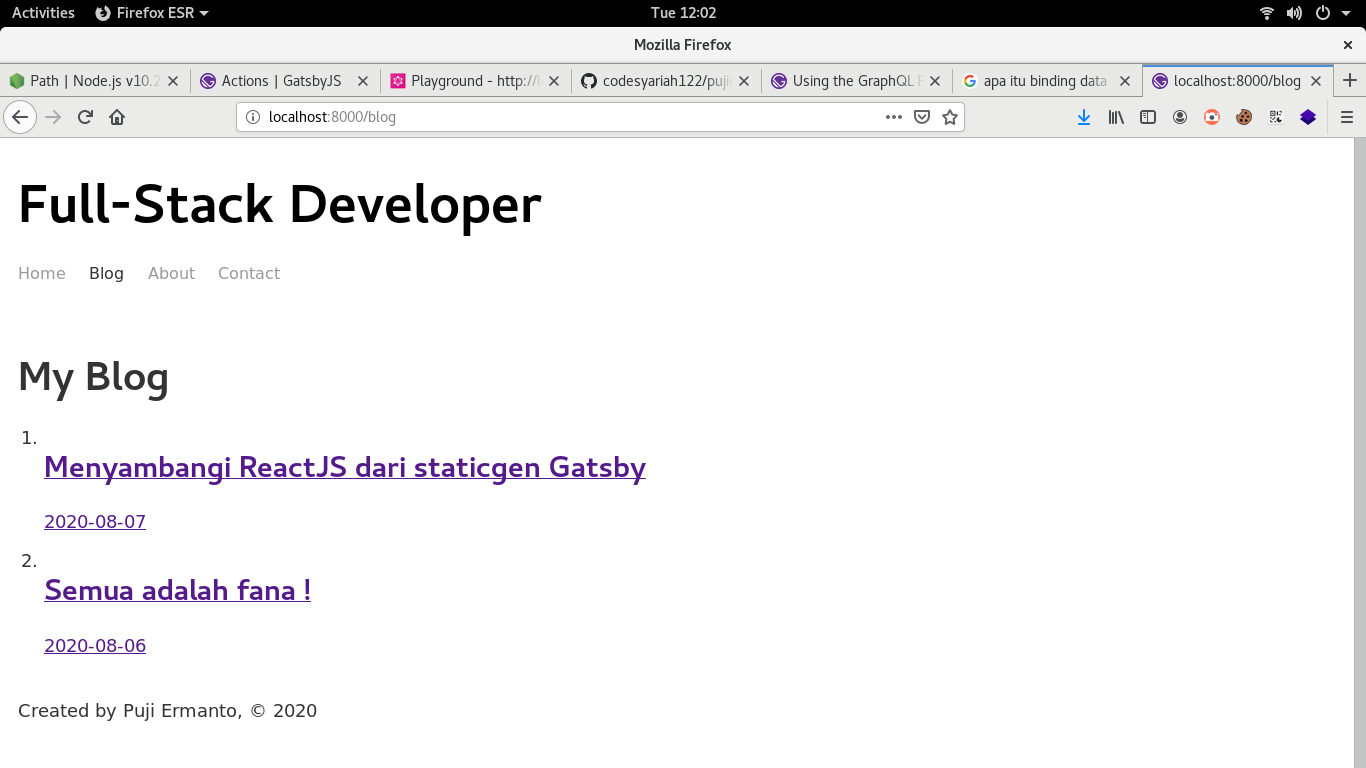 Activities Firefox ESR Tue 12:02
Mozilla Firefox
Path | Node.js v10.2 Actions | GatsbyJS Playground - http://l codesyariah122/puji Using the GraphQL P apa itu binding data localhost:8000/blog
localhost:8000/blog
Full-Stack Developer
Home Blog About Contact
My Blog
1.
Menyambangi ReactJS dari staticgen Gatsby
2020-08-07
2.
Semua adalah fana !
2020-08-06
Created by Puji Ermanto, © 2020